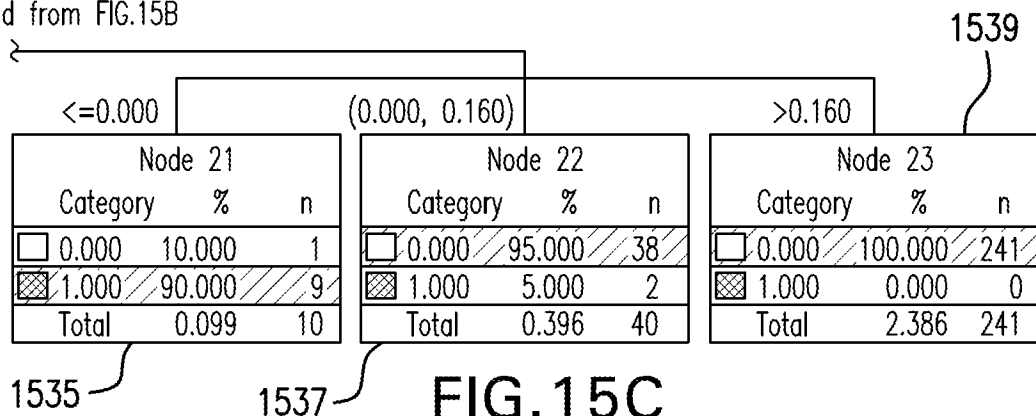 d from FIG.15B
1539
<=0.000
(0.000, 0.160)
>0.160
Node 21
Category % n
0.000 10.000 1
1.000 90.000 9
Total 0.099 10
Node 22
Category % n
0.000 95.000 38
1.000 5.000 2
Total 0.396 40
Node 23
Category % n
0.000 100.000 241
1.000 0.000 0
Total 2.386 241
1535
1537
FIG.15C